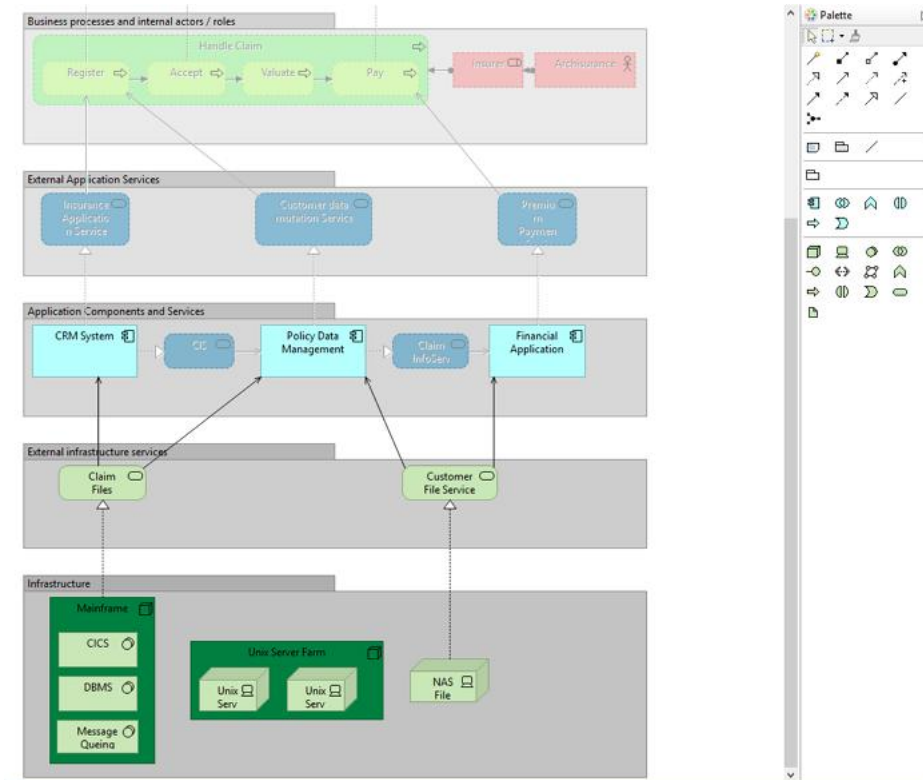 Business processes and internal actors / roles
Handle Claim
Register
Accept
Valuate
Pay
Insurer
Archisurance
External Application Services
Insurance
Applicatio
n Service
Customer data
mutation Service
Premiu
m
Paymen
Application Components and Services
CRM System
CIS
Policy Data
Management
Claim
InfoServ
Financial
Application
External infrastructure services
Claim
Files
Customer
File Service
Infrastructure
Mainframe
CICS
DBMS
Message
Queing
Unix Server Farm
Unix
Serv
Unix
Serv
NAS
File
Palette